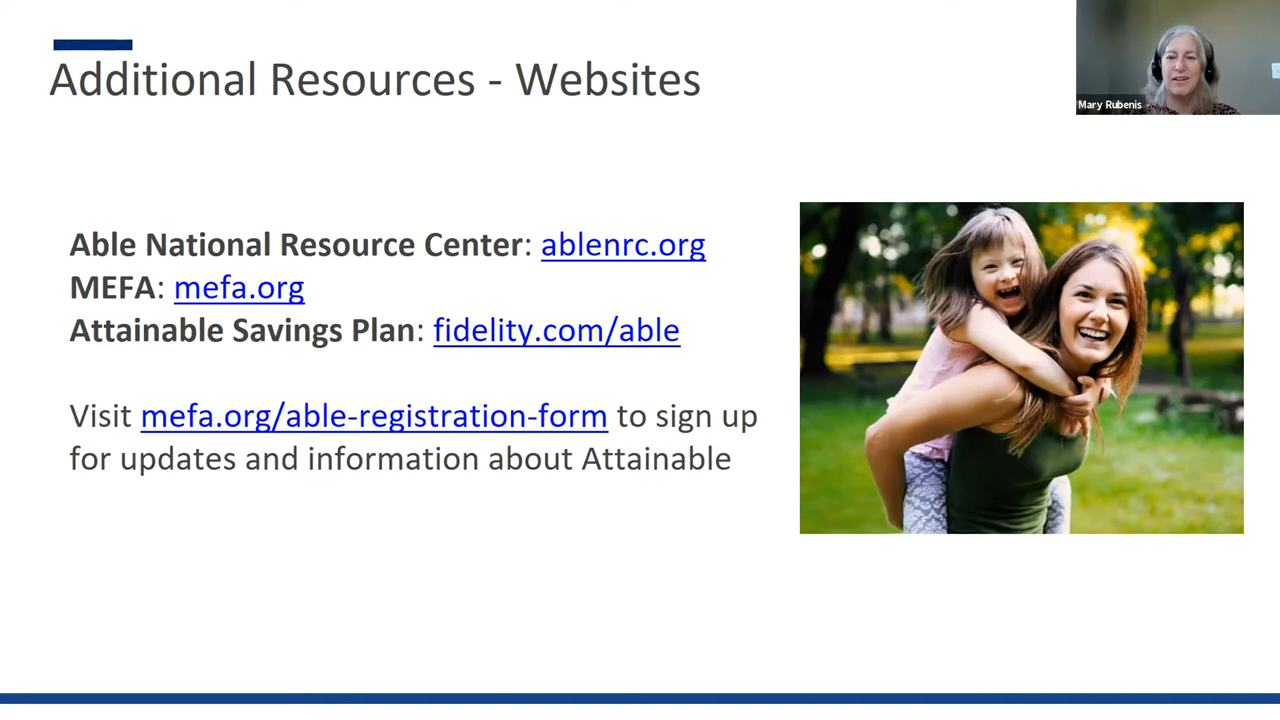 Additional Resources - Websites
Mary Rubenis
Able National Resource Center: ablenrc.org
MEFA: mefa.org
Attainable Savings Plan: fidelity.com/able
Visit mefa.org/able-registration-form to sign up
for updates and information about Attainable